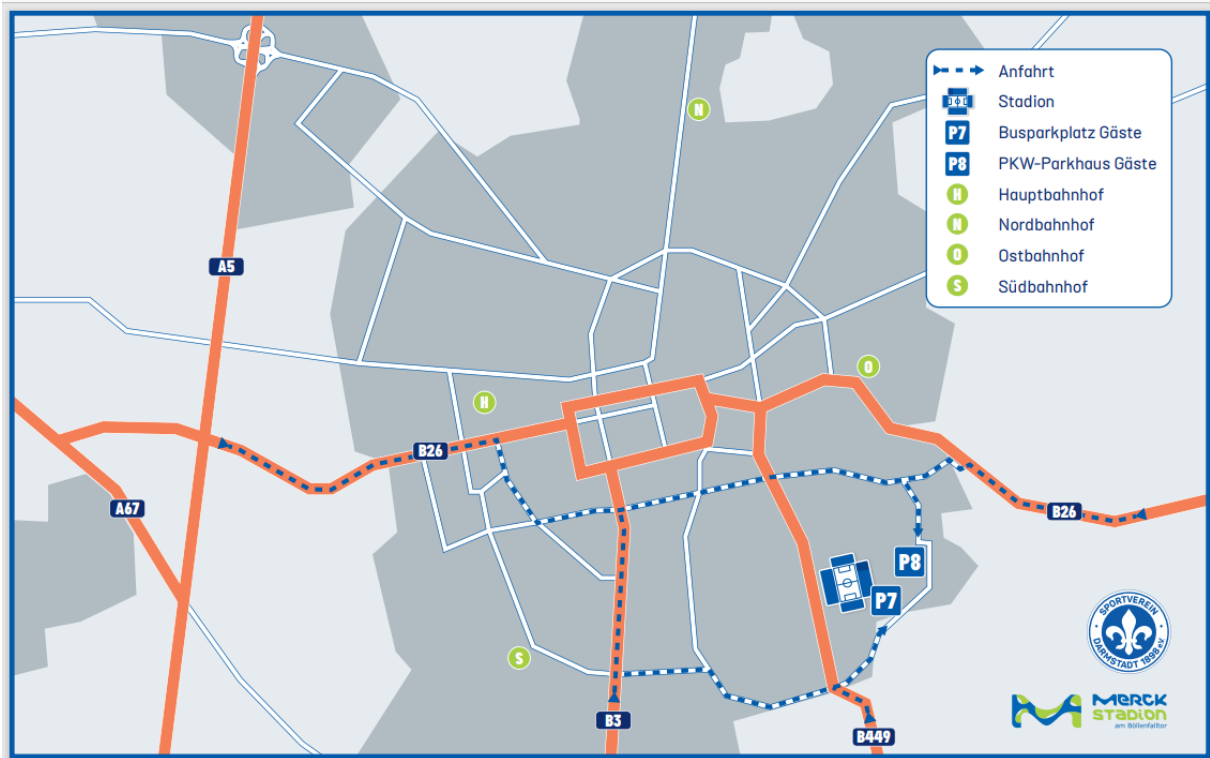 Anfahrt
Stadion
P7 Busparkplatz Gäste
P8 PKW-Parkhaus Gäste
H Hauptbahnhof
N Nordbahnhof
O Ostbahnhof
S Südbahnhof
N
A5
O
H
B26
A67
B26
P8
P7
S
B3
B449
SPORTVEREIN
DARMSTADT 1898 e.V.
MERCK
STADION
am Böllenfalltor